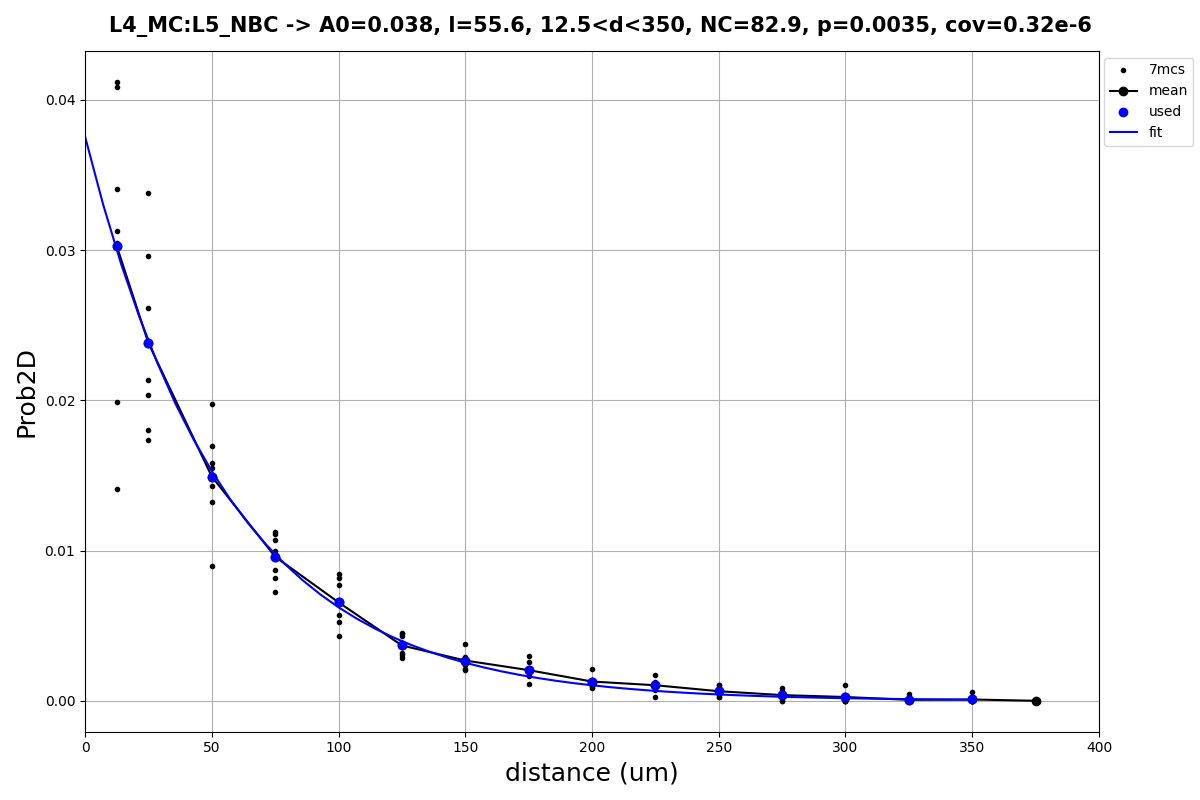 L4_MC:L5_NBC -> A0=0.038, l=55.6, 12.5<d<350, NC=82.9, p=0.0035, cov=0.32e-6
7mcs
mean
used
fit
Prob2D
0.04
0.03
0.02
0.01
0.00
0 50 100 150 200 250 300 350 400
distance (um)